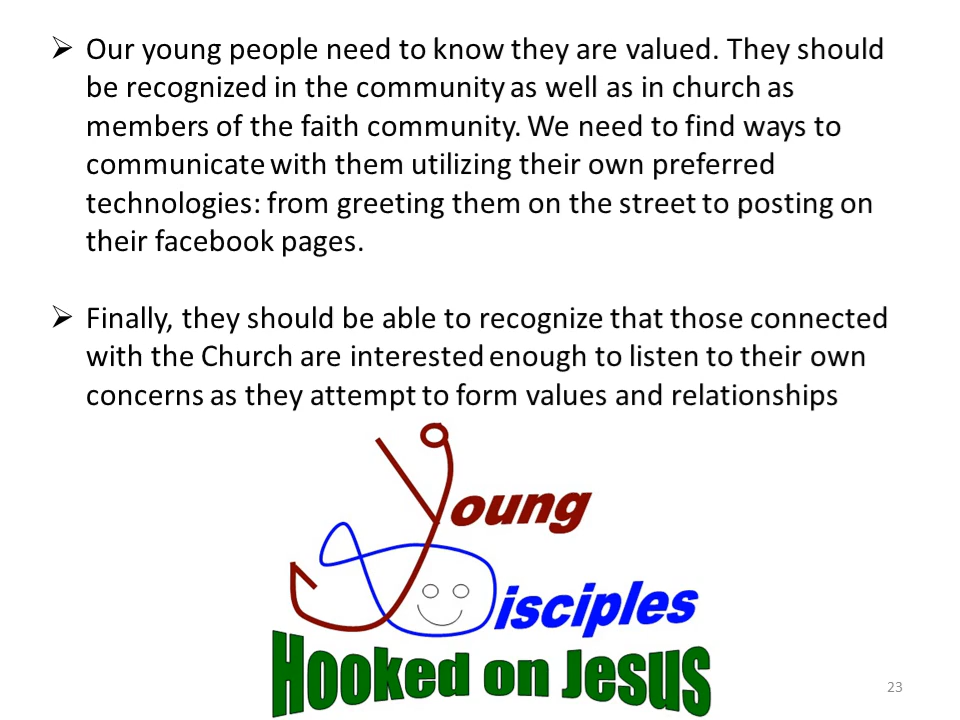 ➢ Our young people need to know they are valued. They should
be recognized in the community as well as in church as
members of the faith community. We need to find ways to
communicate with them utilizing their own preferred
technologies: from greeting them on the street to posting on
their facebook pages.
➢ Finally, they should be able to recognize that those connected
with the Church are interested enough to listen to their own
concerns as they attempt to form values and relationships
Young
Disciples
Hooked on Jesus
23